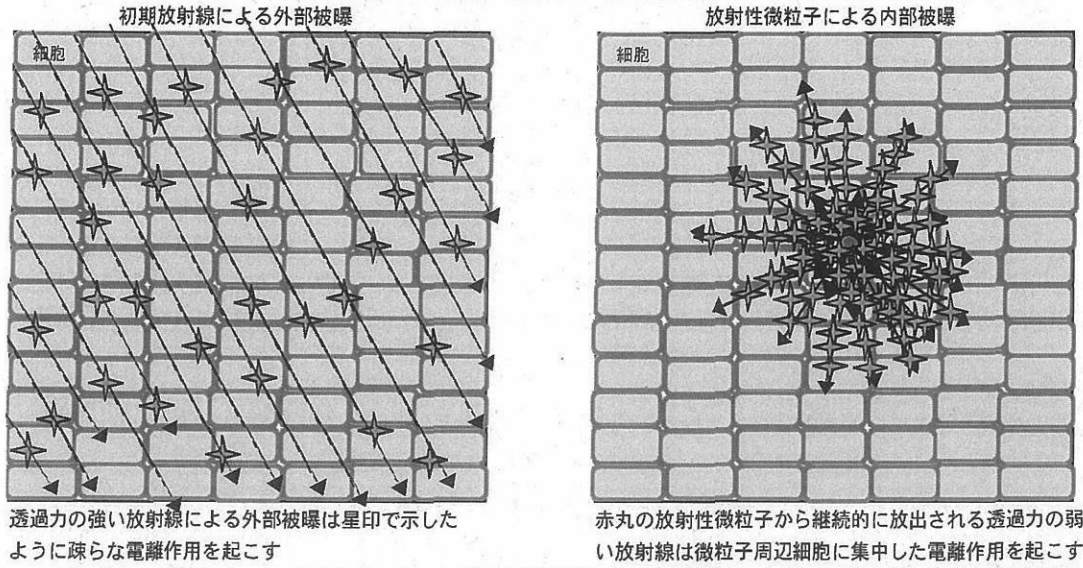 初期放射線による外部被曝
細胞
透過力の強い放射線による外部被曝は星印で示した
ように疎らな電離作用を起こす
放射性微粒子による内部被曝
細胞
赤丸の放射性微粒子から継続的に放出される透過力の弱
い放射線は微粒子周辺細胞に集中した電離作用を起こす